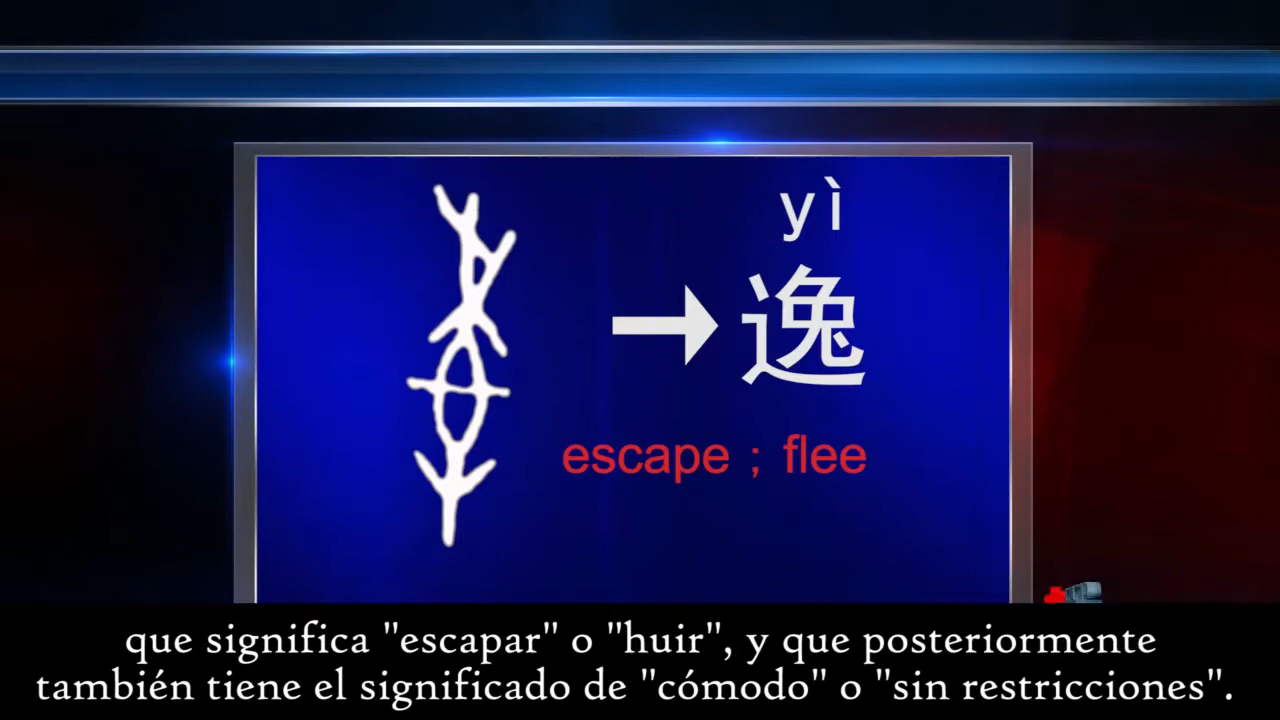 yì
逸
escape ; flee
que significa "escapar" o "huir", y que posteriormente
también tiene el significado de "cómodo" o "sin restricciones".